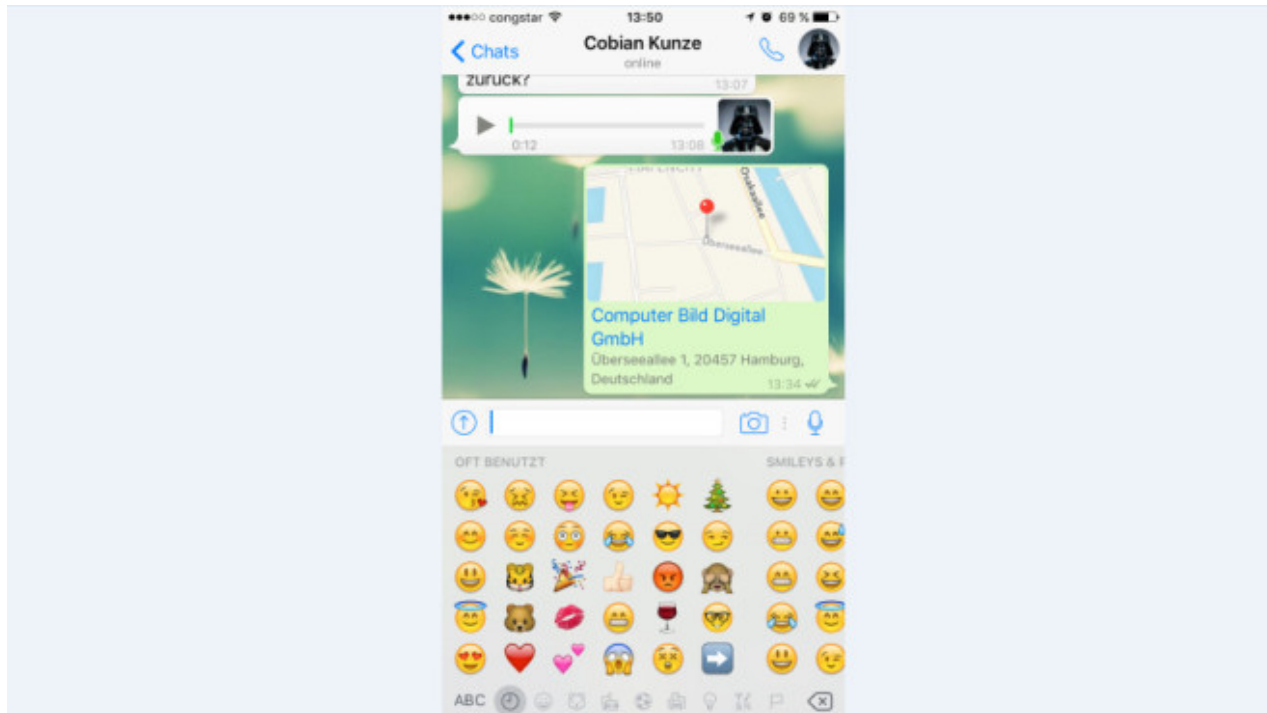 congstar 13:50 69 %
Chats Cobian Kunze
online
zurück?
13:07
0:12 13:08
Osakaallee
Überseeallee
Computer Bild Digital
GmbH
Überseeallee 1, 20457 Hamburg,
Deutschland
13:34
OFT BENUTZT SMILEYS &
ABC